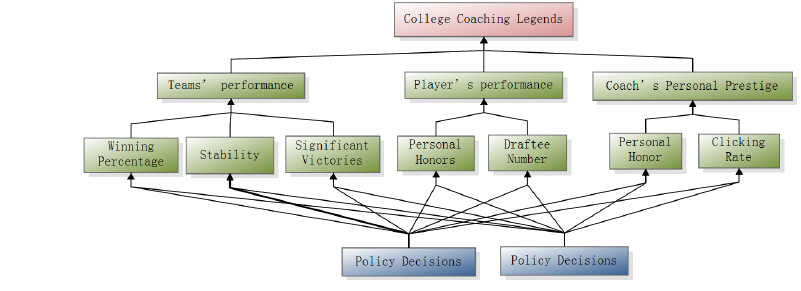 College Coaching Legends
Teams' performance
Player's performance
Coach's Personal Prestige
Winning
Percentage
Stability
Significant
Victories
Personal
Honors
Draftee
Number
Personal
Honor
Clicking
Rate
Policy Decisions
Policy Decisions